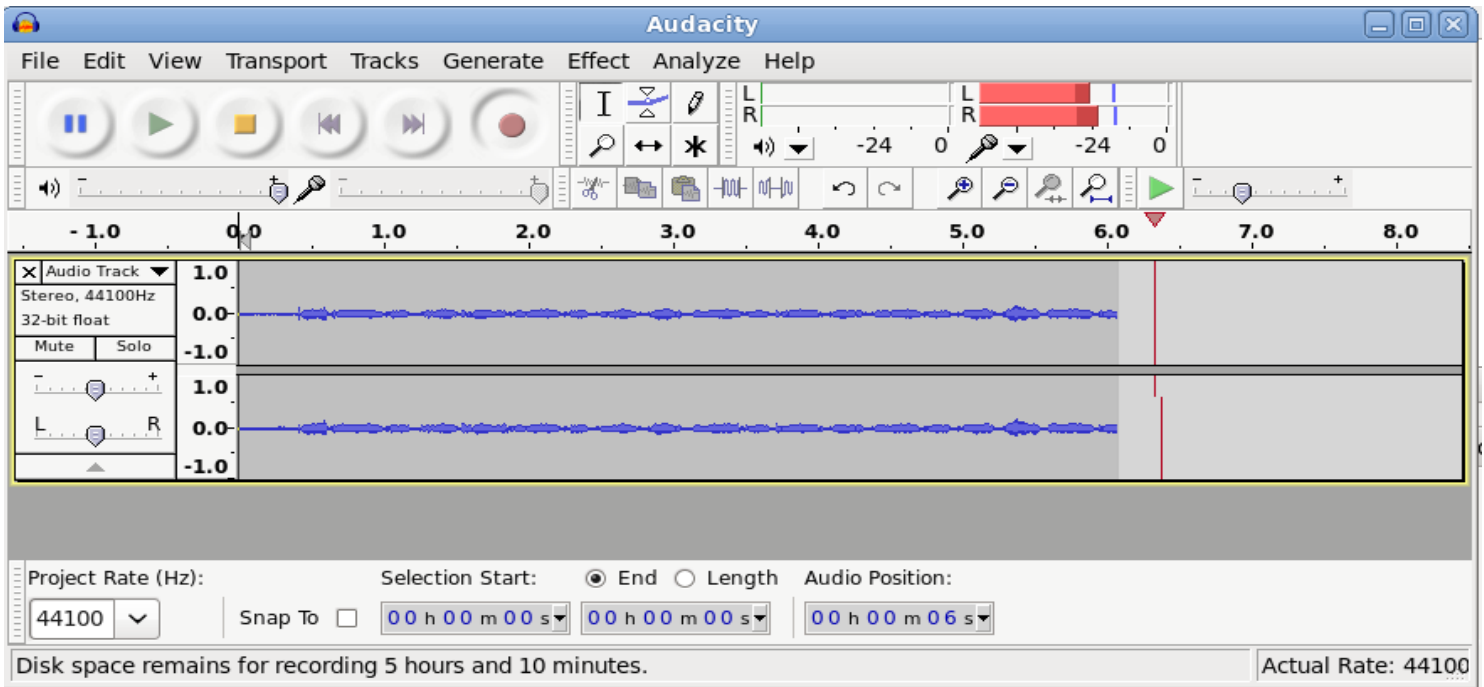 Audacity
File Edit View Transport Tracks Generate Effect Analyze Help
L L
R R
-24 0 -24 0
- +
- 1.0 0.0 1.0 2.0 3.0 4.0 5.0 6.0 7.0 8.0
X Audio Track 1.0
Stereo, 44100Hz
32-bit float 0.0
Mute Solo -1.0
- + 1.0
L R 0.0
-1.0
Project Rate (Hz): Selection Start: End Length Audio Position:
44100 Snap To 00 h 00 m 00 s 00 h 00 m 00 s 00 h 00 m 06 s
Disk space remains for recording 5 hours and 10 minutes. Actual Rate: 44100